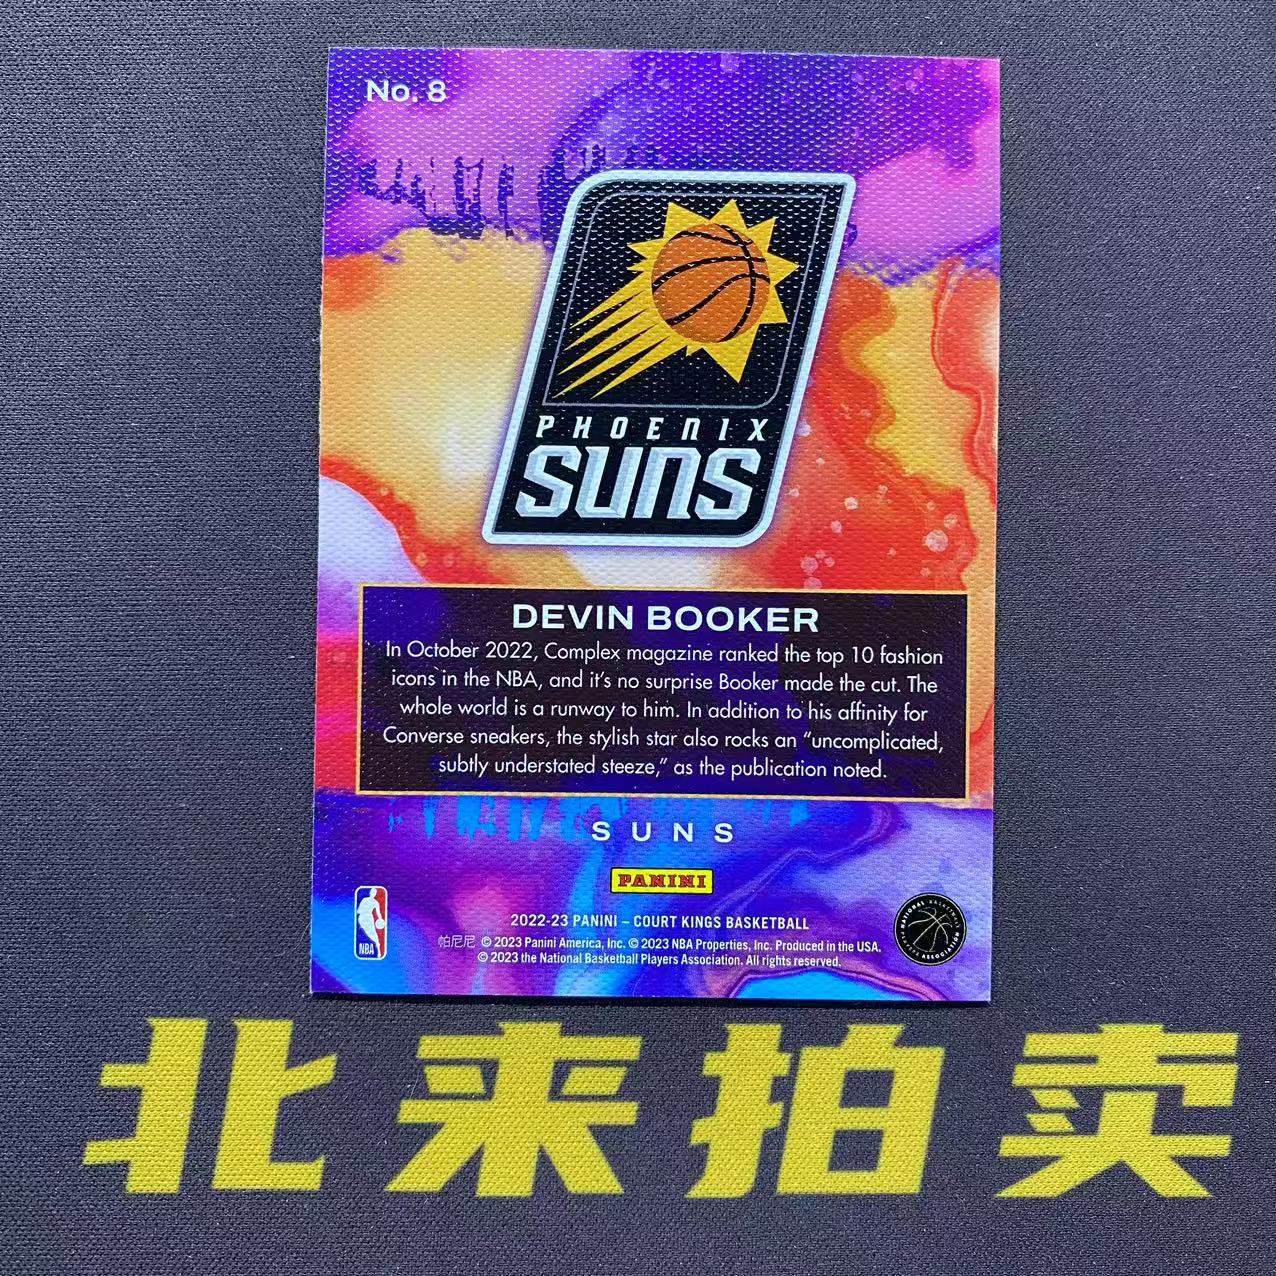 No. 8
PHOENIX
SUNS
DEVIN BOOKER
In October 2022, Complex magazine ranked the top 10 fashion
icons in the NBA, and it's no surprise Booker made the cut. The
whole world is a runway to him. In addition to his affinity for
Converse sneakers, the stylish star also rocks an "uncomplicated,
subtly understated steeze," as the publication noted.
SUNS
PANINI
NBA
2022-23 PANINI – COURT KINGS BASKETBALL
帕尼尼 © 2023 Panini America, Inc. © 2023 NBA Properties, Inc. Produced in the USA.
© 2023 the National Basketball Players Association. All rights reserved.
NATIONAL BASKETBALL PLAYERS ASSOCIATION
北来拍卖